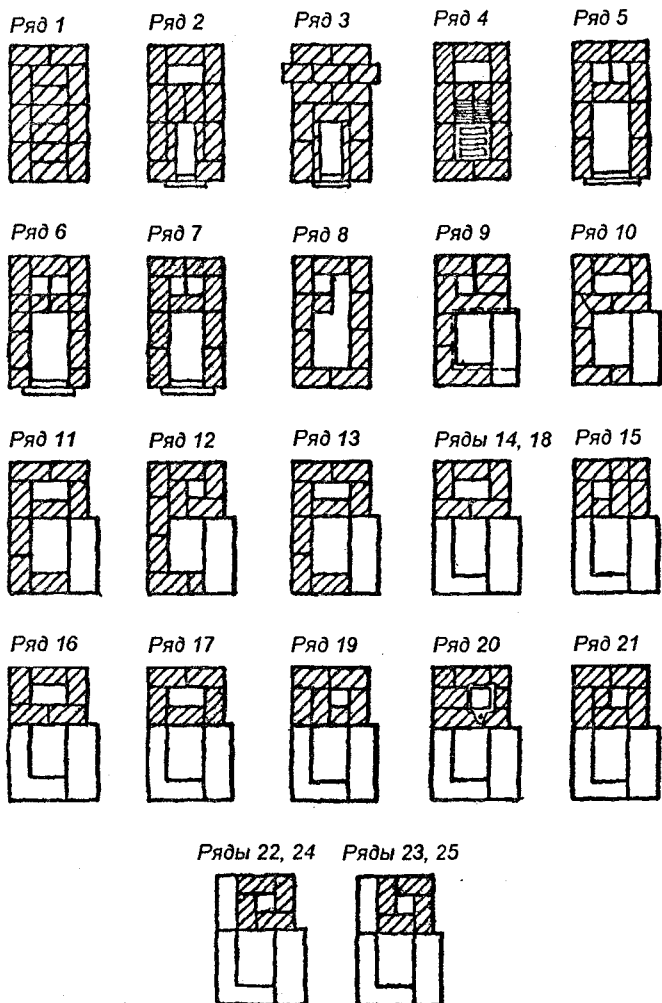 Ряд 1 Ряд 2 Ряд 3 Ряд 4 Ряд 5
Ряд 6 Ряд 7 Ряд 8 Ряд 9 Ряд 10
Ряд 11 Ряд 12 Ряд 13 Ряды 14, 18 Ряд 15
Ряд 16 Ряд 17 Ряд 19 Ряд 20 Ряд 21
Ряды 22, 24 Ряды 23, 25